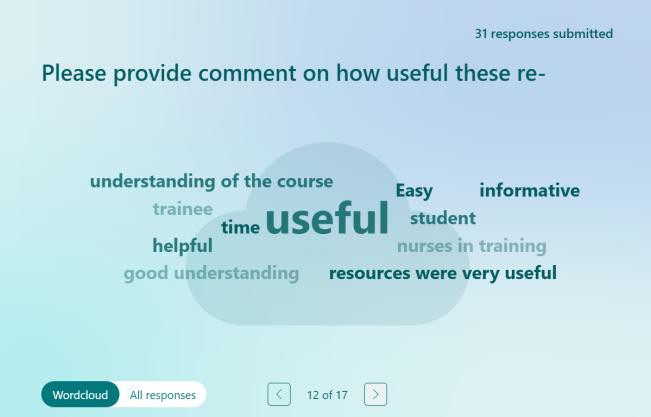 31 responses submitted
Please provide comment on how useful these re-
understanding of the course
Easy informative
trainee
time useful student
helpful nurses in training
good understanding resources were very useful
Wordcloud All responses 12 of 17